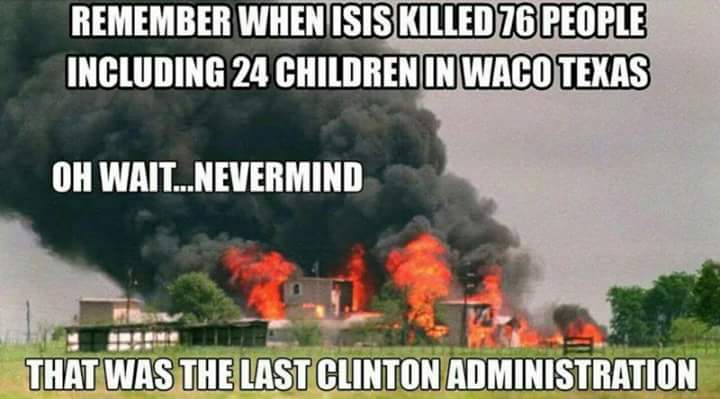 REMEMBER WHEN ISIS KILLED 76 PEOPLE
INCLUDING 24 CHILDREN IN WACO TEXAS
OH WAIT...NEVERMIND
THAT WAS THE LAST CLINTON ADMINISTRATION